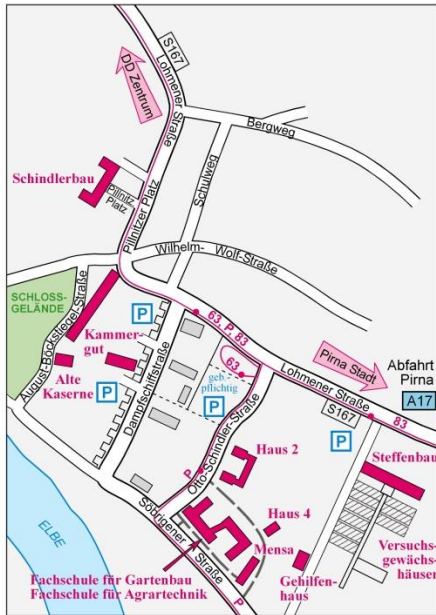 S167
DD Zentrum
Lohmener Straße
Bergweg
Schindlerbau
Pillnitz.
Platz
Pillnitzer Platz
Schulweg
Wilhelm-
Wolf-Straße
SCHLOSS-
GELÄNDE
August-Böckstiegel-Straße
P
63, P, 83
Kammer-
gut
63
Lohmener Straße
Pirna Stadt
Abfahrt
Pirna
A17
Alte
Kaserne
P
Dampfschiffstraße
geb.
pflichtig
P
S167
83
P
Otto-Schindler-Straße
Haus 2
Steffenbau
P
ELBE
Söbrigener Straße
Haus 4
Mensa
Versuchs-
gewächs-
häuser
Gehilfen-
haus
Fachschule für Gartenbau
Fachschule für Agrartechnik
P